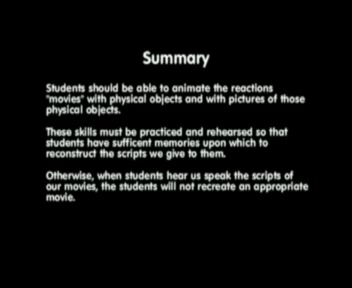 Summary
Students should be able to animate the reactions
"movies" with physical objects and with pictures of those
physical objects.
These skills must be practiced and rehearsed so that
students have sufficent memories upon which to
reconstruct the scripts we give to them.
Otherwise, when students hear us speak the scripts of
our movies, the students will not recreate an appropriate
movie.